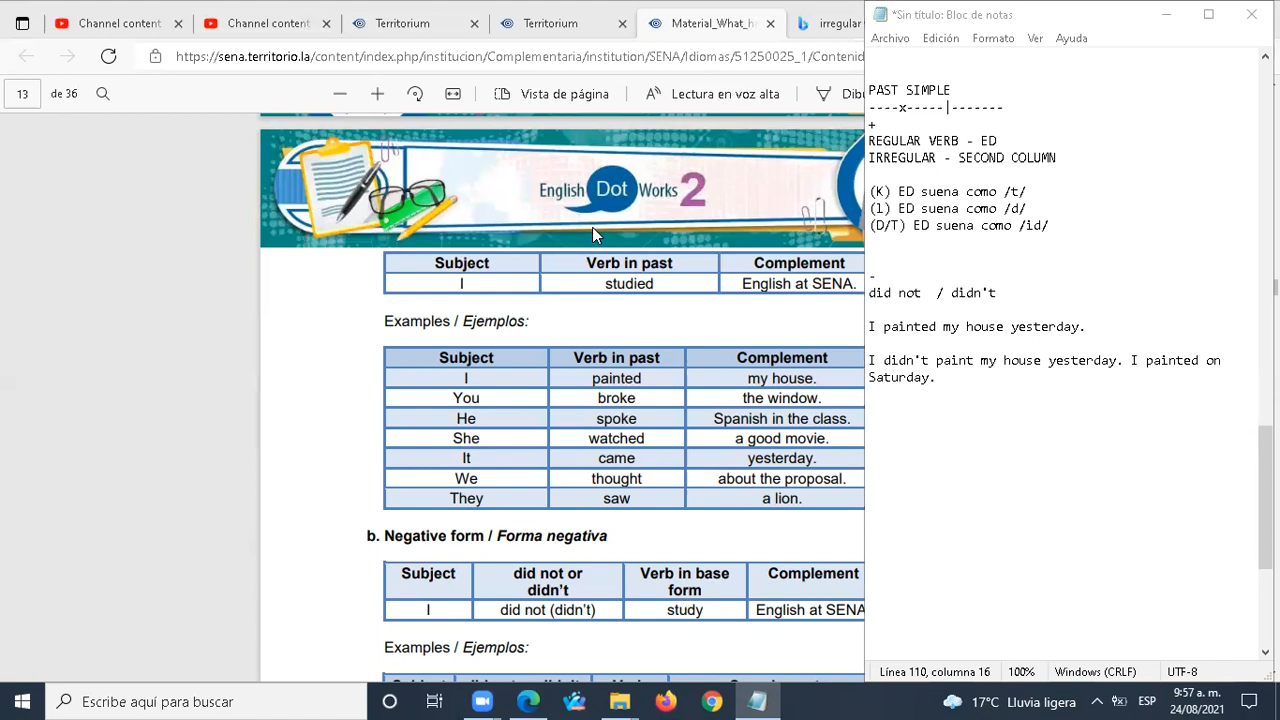 Channel content
Channel content
Territorium
Territorium
Material_What_h
irregular
*Sin título: Bloc de notas
Archivo Edición Formato Ver Ayuda
https://sena.territorio.la/content/index.php/institucion/Complementaria/institution/SENA/Idiomas/51250025_1/Contenid
13 de 36
Vista de página
Lectura en voz alta
Dibu
English Dot Works 2
Subject Verb in past Complement
I studied English at SENA.
Examples / Ejemplos:
Subject Verb in past Complement
I painted my house.
You broke the window.
He spoke Spanish in the class.
She watched a good movie.
It came yesterday.
We thought about the proposal.
They saw a lion.
b. Negative form / Forma negativa
Subject did not or didn't Verb in base form Complement
I did not (didn't) study English at SENA
Examples / Ejemplos:
PAST SIMPLE
----x-----|-------
+
REGULAR VERB - ED
IRREGULAR - SECOND COLUMN
(K) ED suena como /t/
(l) ED suena como /d/
(D/T) ED suena como /id/
-
did not / didn't
I painted my house yesterday.
I didn't paint my house yesterday. I painted on
Saturday.
Línea 110, columna 16 100% Windows (CRLF) UTF-8
Escribe aquí para buscar
17°C Lluvia ligera
ESP
9:57 a. m.
24/08/2021